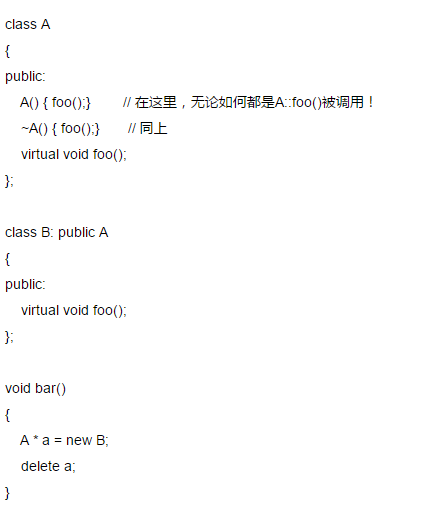 class A
{
public:
    A() { foo();}        // 在这里，无论如何都是A::foo()被调用！
    ~A() { foo();}       // 同上
    virtual void foo();
};

class B: public A
{
public:
    virtual void foo();
};

void bar()
{
    A * a = new B;
    delete a;
}